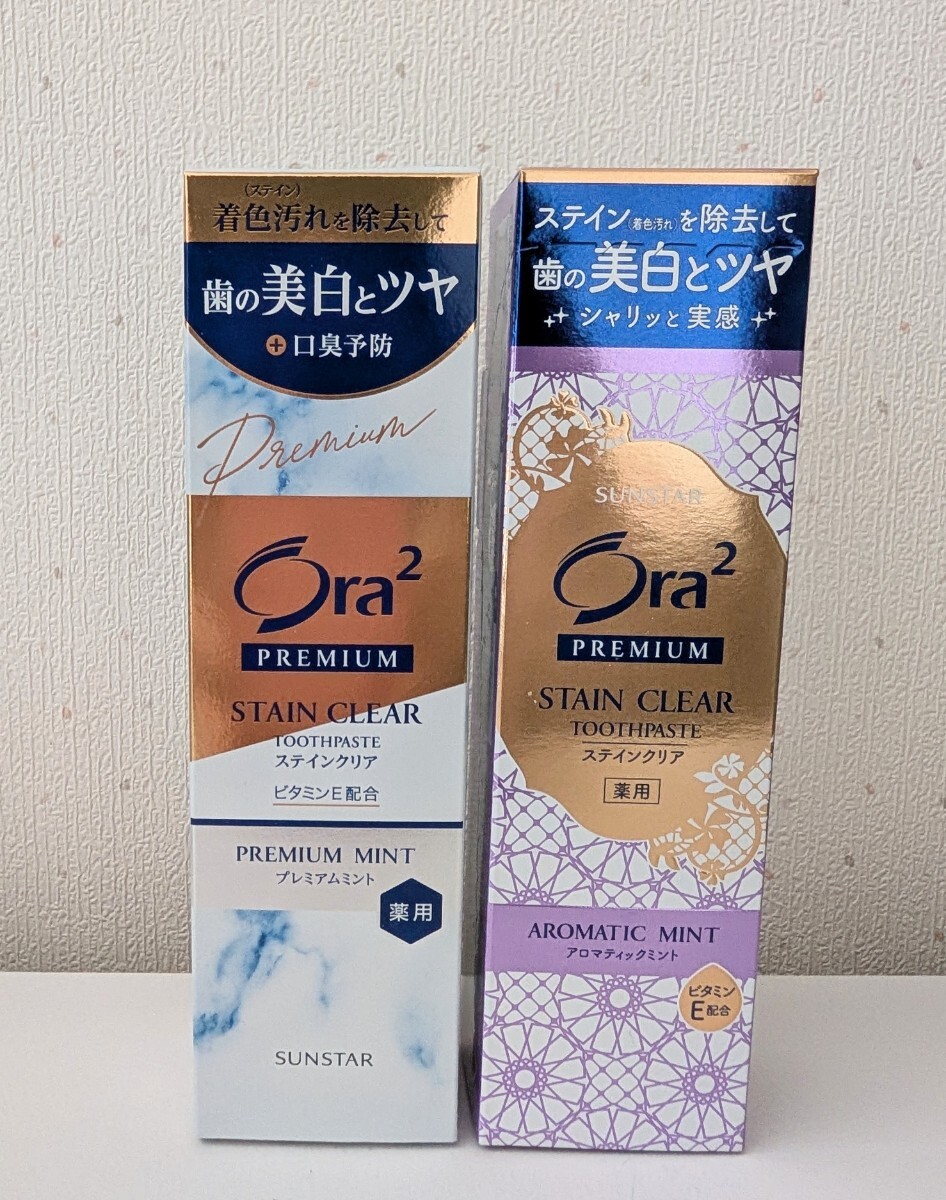 (ステイン)
着色汚れを除去して
歯の美白とツヤ
+口臭予防
Premium
Ora²
PREMIUM
STAIN CLEAR
TOOTHPASTE
ステインクリア
ビタミンE配合
PREMIUM MINT
プレミアムミント
薬用
SUNSTAR
ステイン(着色汚れ)を除去して
歯の美白とツヤ
シャリッと実感
SUNSTAR
Ora²
PREMIUM
STAIN CLEAR
TOOTHPASTE
ステインクリア
薬用
AROMATIC MINT
アロマティックミント
ビタミン
E配合